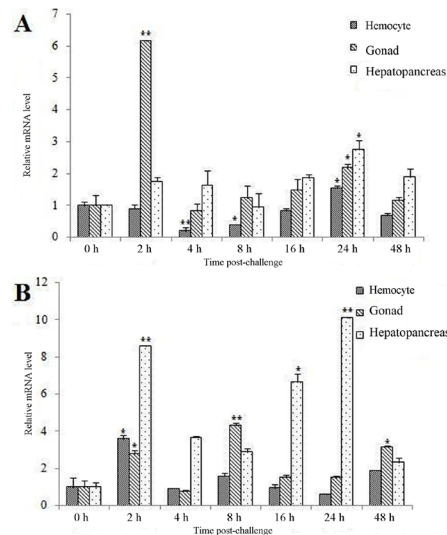 A
Relative mRNA level
7
6
5
4
3
2
1
0
**
**
*
*
*
*
Hemocyte
Gonad
Hepatopancreas
0 h
2 h
4 h
8 h
16 h
24 h
48 h
Time post-challenge
B
Relative mRNA level
12
10
8
6
4
2
0
*
*
**
**
*
**
*
Hemocyte
Gonad
Hepatopancreas
0 h
2 h
4 h
8 h
16 h
24 h
48 h
Time post-challenge